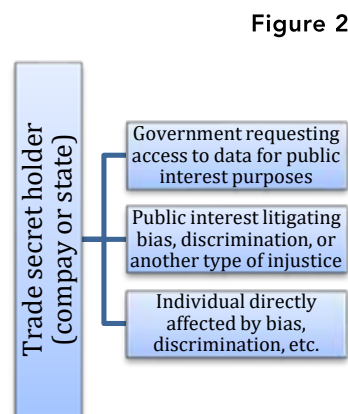 Figure 2
Trade secret holder
(compay or state)
Government requesting
access to data for public
interest purposes
Public interest litigating
bias, discrimination, or
another type of injustice
Individual directly
affected by bias,
discrimination, etc.